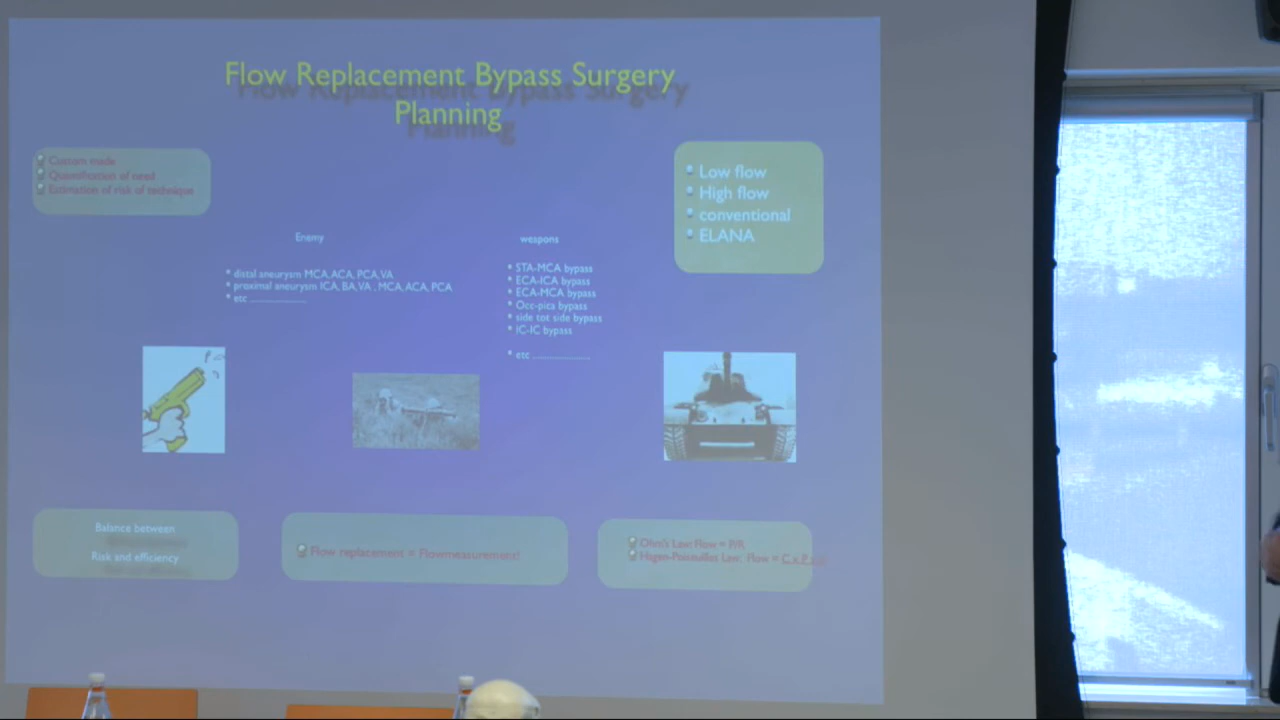 Flow Replacement Bypass Surgery
Planning
Custom made
Quantification of need
Estimation of risk of technique
Low flow
High flow
conventional
ELANA
Enemy
* distal aneurysm MCA, ACA, PCA, VA
* proximal aneurysm ICA, BA, VA , MCA, ACA, PCA
* etc
weapons
* STA-MCA bypass
* ECA-ICA bypass
* ECA-MCA bypass
* Occ-pica bypass
* side tot side bypass
* IC-IC bypass
* etc
Balance between
Risk and efficiency
Flow replacement = Flowmeasurement!
Ohm's Law: Flow = P/R
Law: Flow =